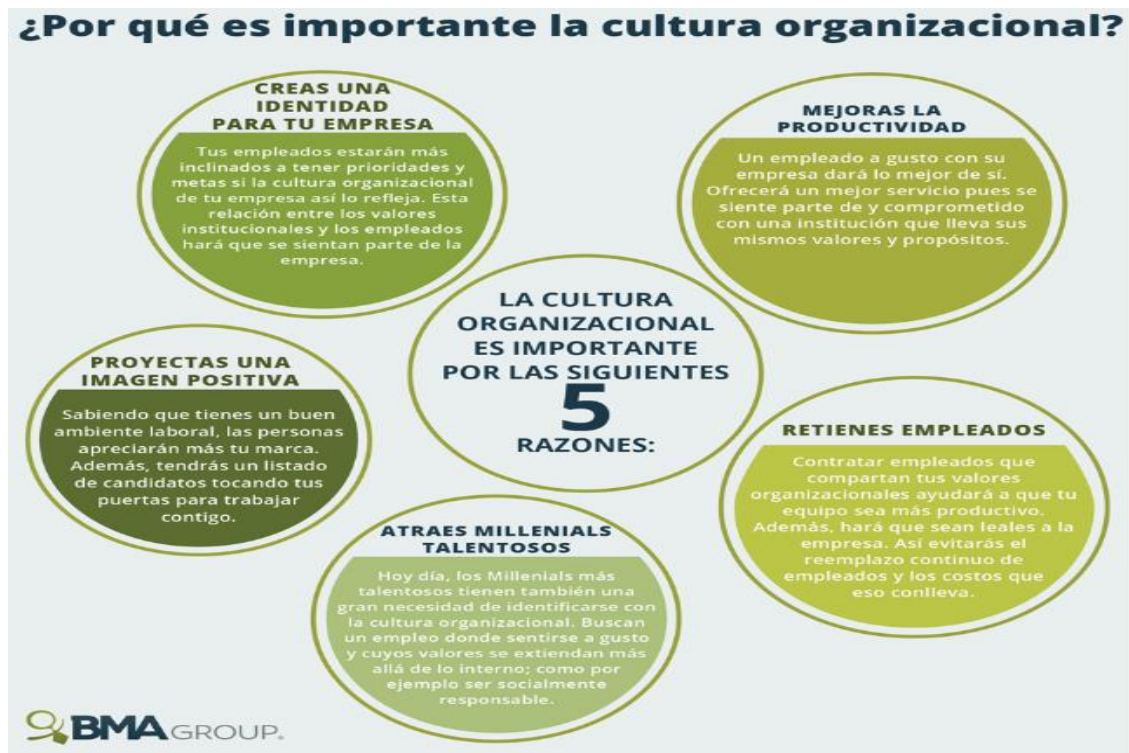 ¿Por qué es importante la cultura organizacional?
CREAS UNA
IDENTIDAD
PARA TU EMPRESA
Tus empleados estarán más
inclinados a tener prioridades y
metas si la cultura organizacional
de tu empresa así lo refleja. Esta
relación entre los valores
institucionales y los empleados
hará que se sientan parte de la
empresa.
MEJORAS LA
PRODUCTIVIDAD
Un empleado a gusto con su
empresa dará lo mejor de sí.
Ofrecerá un mejor servicio pues se
siente parte de y comprometido
con una institución que lleva sus
mismos valores y propósitos.
LA CULTURA
ORGANIZACIONAL
ES IMPORTANTE
POR LAS SIGUIENTES
5
RAZONES:
PROYECTAS UNA
IMAGEN POSITIVA
Sabiendo que tienes un buen
ambiente laboral, las personas
apreciarán más tu marca.
Además, tendrás un listado
de candidatos tocando tus
puertas para trabajar
contigo.
RETIENES EMPLEADOS
Contratar empleados que
compartan tus valores
organizacionales ayudará a que tu
equipo sea más productivo.
Además, hará que sean leales a la
empresa. Así evitarás el
reemplazo continuo de
empleados y los costos que
eso conlleva.
ATRAES MILLENIALS
TALENTOSOS
Hoy día, los Millenials más
talentosos tienen también una
gran necesidad de identificarse con
la cultura organizacional. Buscan
un empleo donde sentirse a gusto
y cuyos valores se extiendan más
allá de lo interno; como por
ejemplo ser socialmente
responsable.
BMA GROUP.